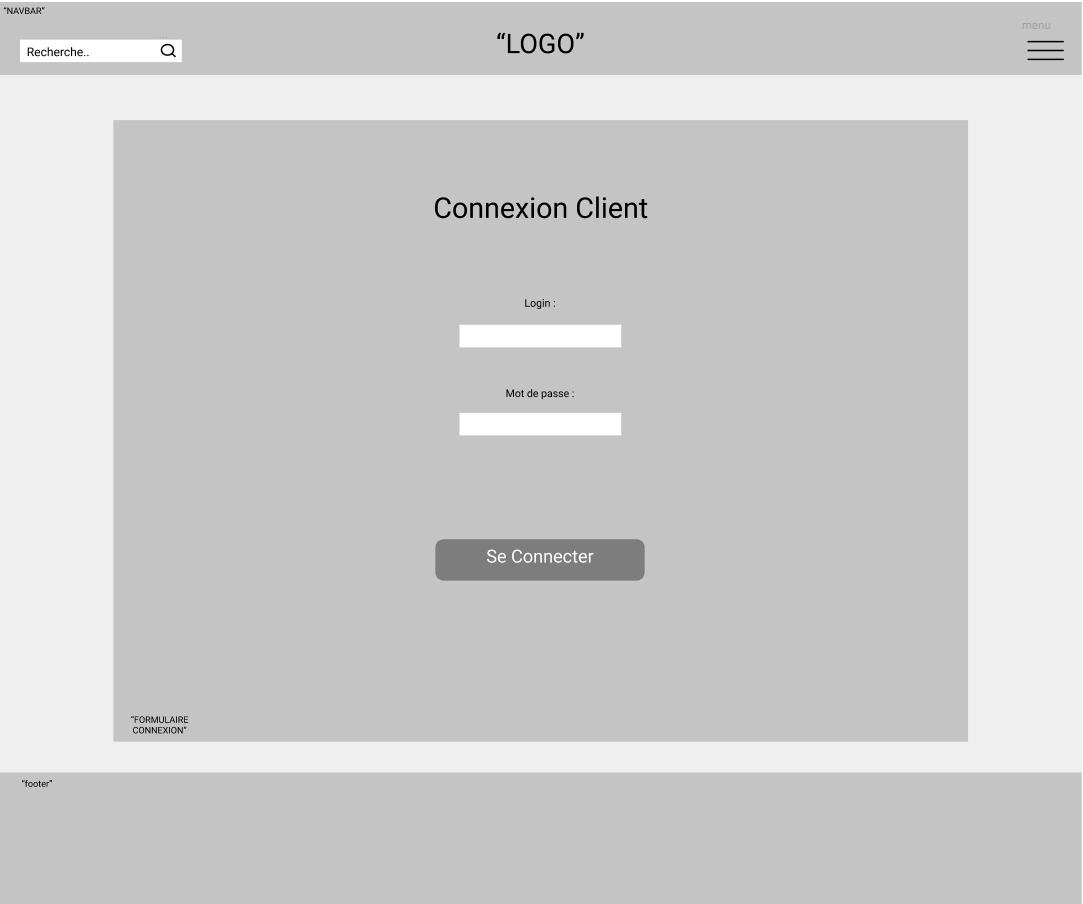 “NAVBAR”
menu
Recherche..
“LOGO”
Connexion Client
Login :
Mot de passe :
Se Connecter
“FORMULAIRE
CONNEXION”
“footer”